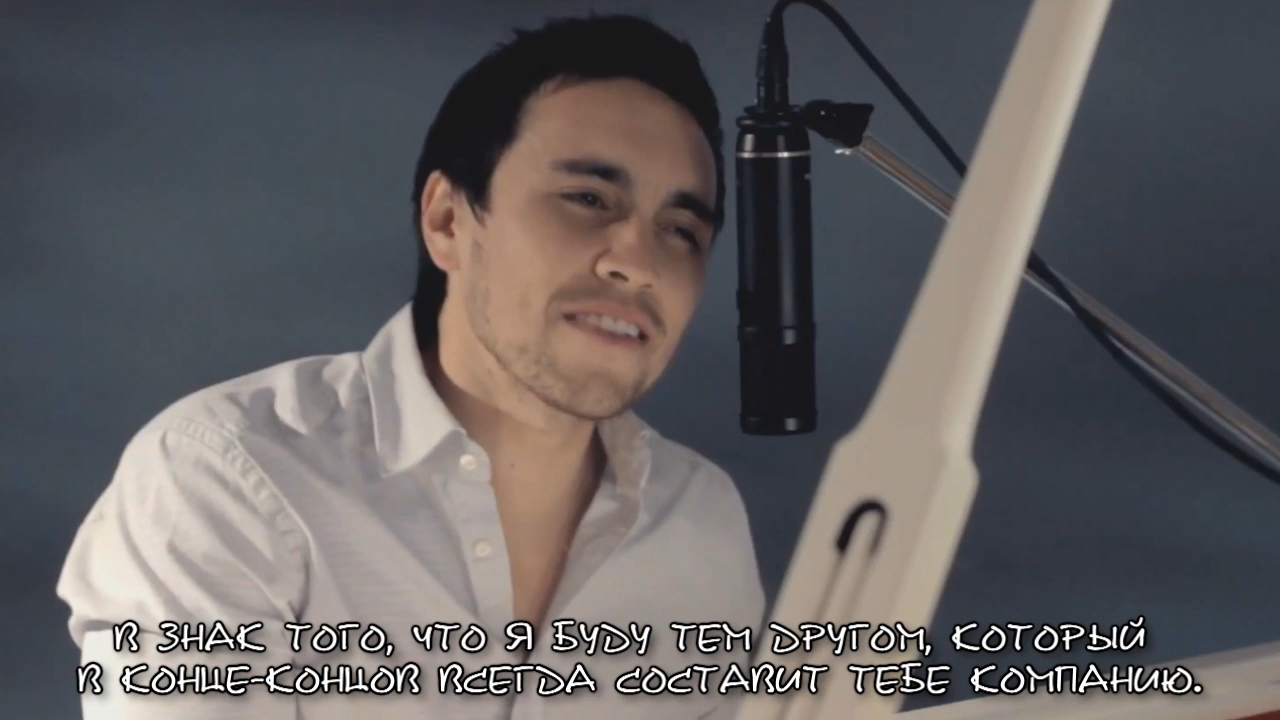 В ЗНАК ТОГО, ЧТО Я БУДУ ТЕМ ДРУГОМ, КОТОРЫЙ
В КОНЦЕ-КОНЦОВ ВСЕГДА СОСТАВИТ ТЕБЕ КОМПАНИЮ.